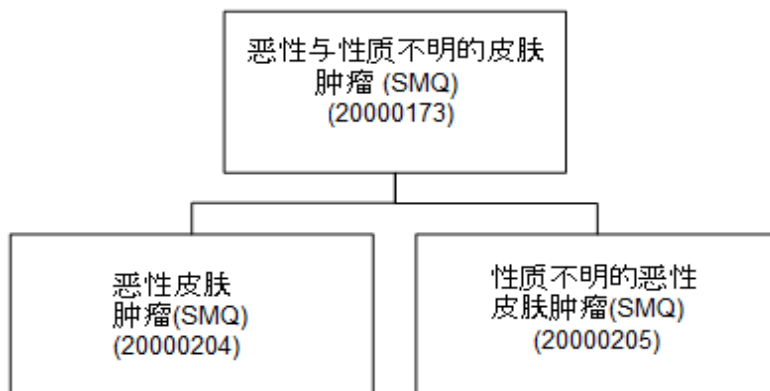 恶性与性质不明的皮肤
肿瘤 (SMQ)
(20000173)
恶性皮肤
肿瘤(SMQ)
(20000204)
性质不明的恶性
皮肤肿瘤(SMQ)
(20000205)